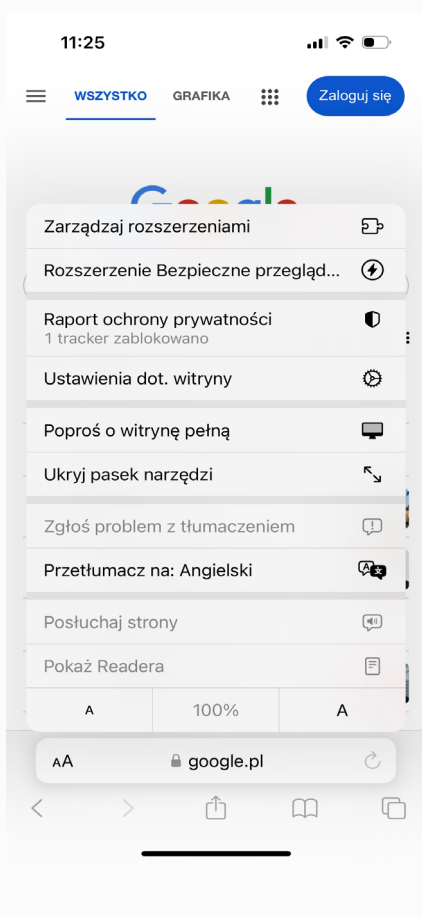 11:25
WSZYSTKO GRAFIKA Zaloguj się
Google
Zarządzaj rozszerzeniami
Rozszerzenie Bezpieczne przegląd...
Raport ochrony prywatności
1 tracker zablokowano
Ustawienia dot. witryny
Poproś o witrynę pełną
Ukryj pasek narzędzi
Zgłoś problem z tłumaczeniem
Przetłumacz na: Angielski
Posłuchaj strony
Pokaż Readera
A 100% A
AA google.pl